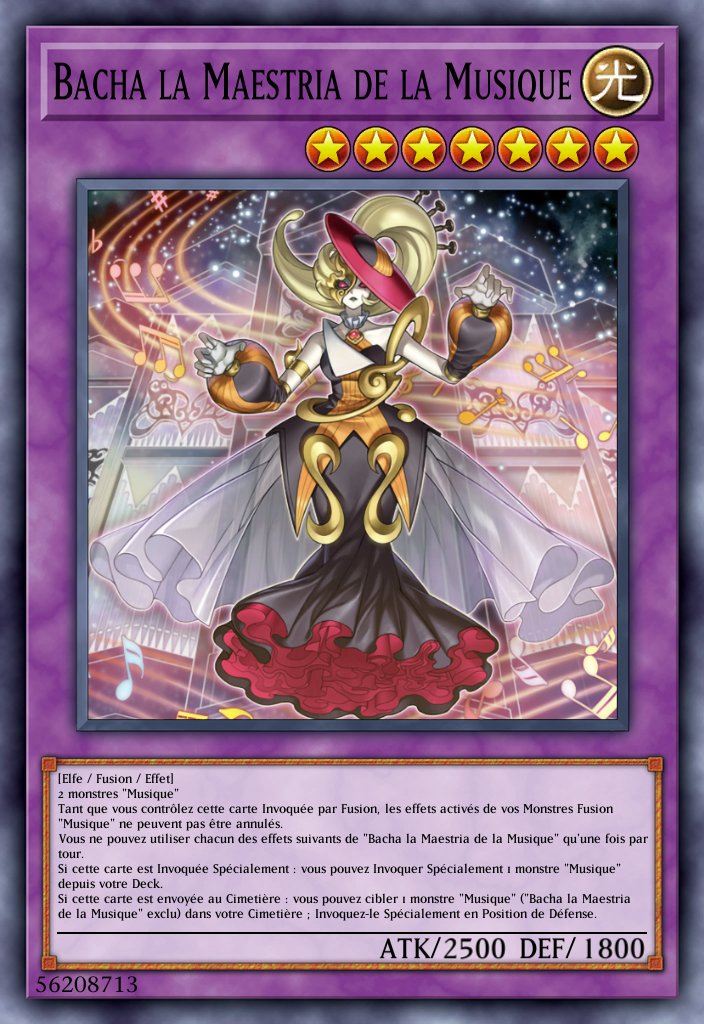 BACHA LA MAESTRIA DE LA MUSIQUE
光
[Elfe / Fusion / Effet]
2 monstres "Musique"
Tant que vous contrôlez cette carte Invoquée par Fusion, les effets activés de vos Monstres Fusion
"Musique" ne peuvent pas être annulés.
Vous ne pouvez utiliser chacun des effets suivants de "Bacha la Maestria de la Musique" qu'une fois par
tour.
Si cette carte est Invoquée Spécialement : vous pouvez Invoquer Spécialement 1 monstre "Musique"
depuis votre Deck.
Si cette carte est envoyée au Cimetière : vous pouvez cibler 1 monstre "Musique" ("Bacha la Maestria
de la Musique" exclu) dans votre Cimetière ; Invoquez-le Spécialement en Position de Défense.
ATK/2500 DEF/1800
56208713